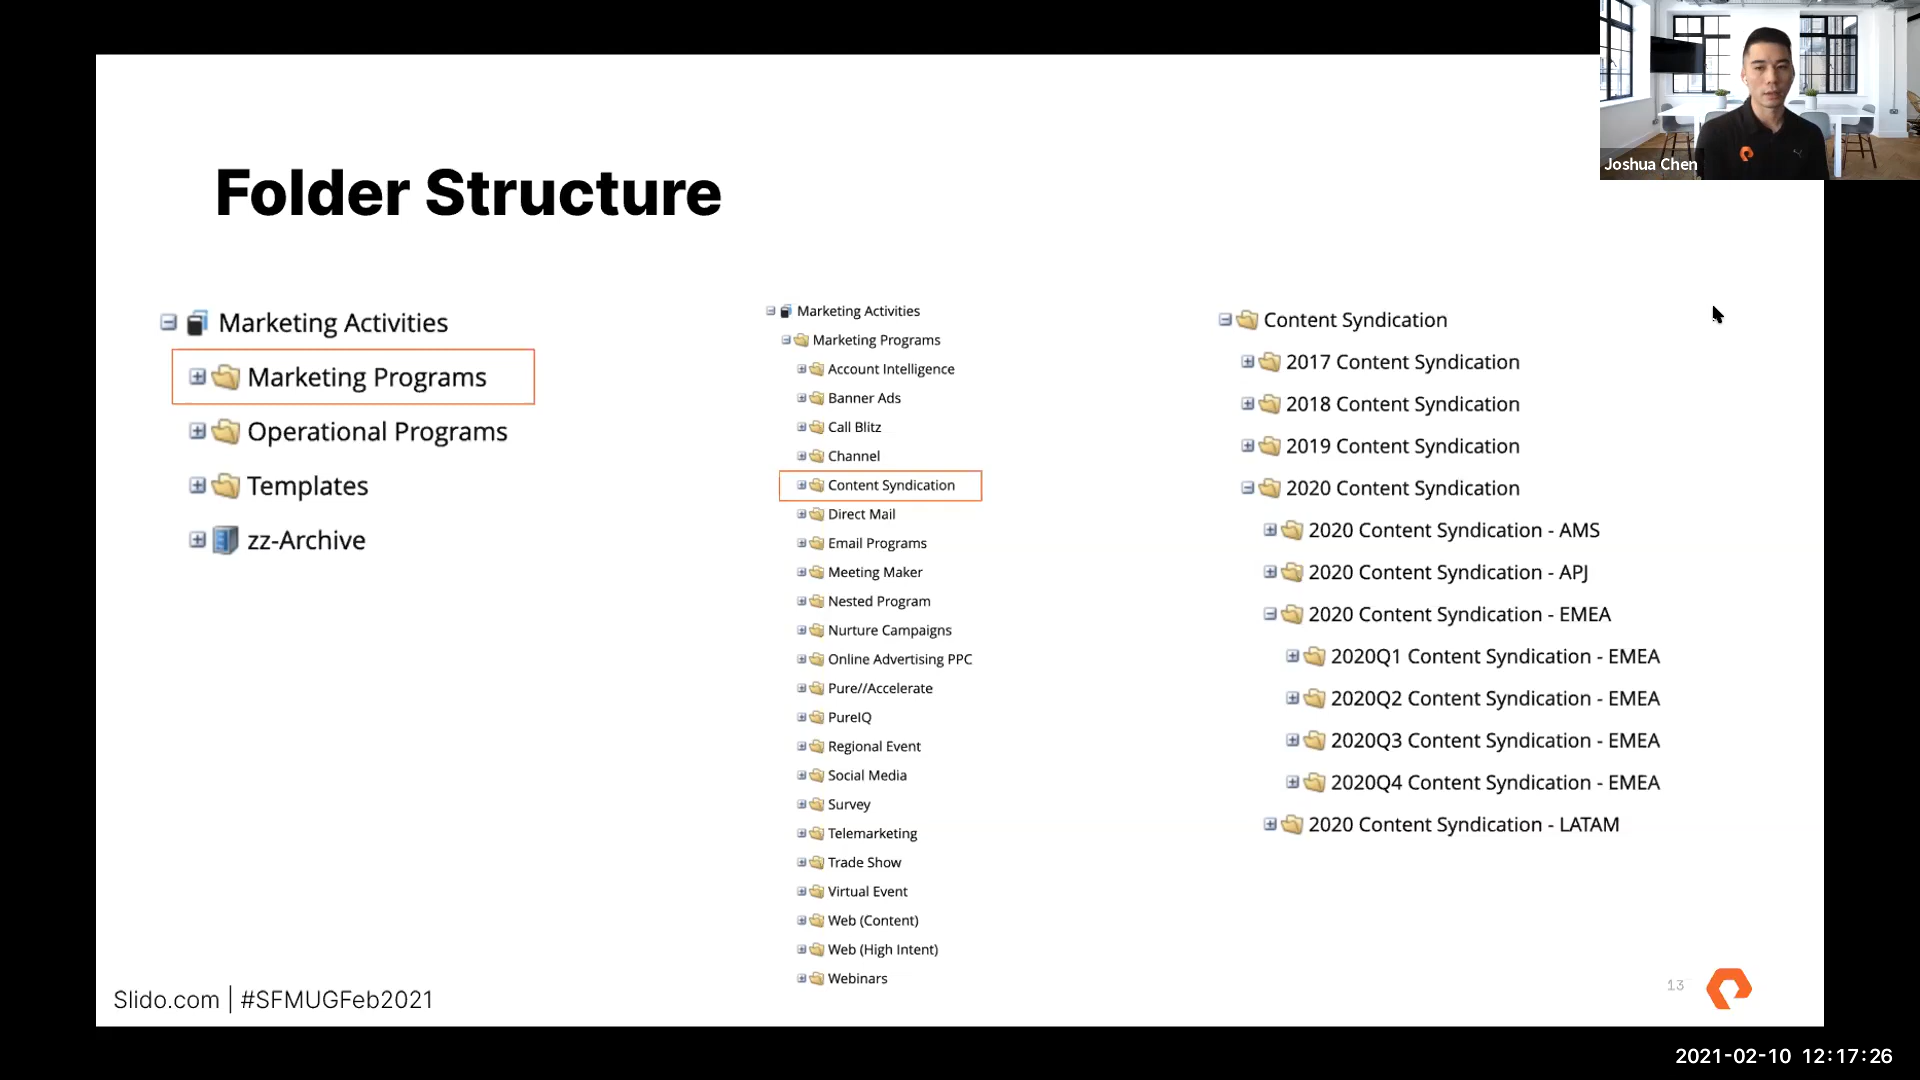 Joshua Chen
Folder Structure
Marketing Activities
Marketing Programs
Operational Programs
Templates
zz-Archive
Marketing Activities
Marketing Programs
Account Intelligence
Banner Ads
Call Blitz
Channel
Content Syndication
Direct Mail
Email Programs
Meeting Maker
Nested Program
Nurture Campaigns
Online Advertising PPC
Pure//Accelerate
PureIQ
Regional Event
Social Media
Survey
Telemarketing
Trade Show
Virtual Event
Web (Content)
Web (High Intent)
Webinars
Content Syndication
2017 Content Syndication
2018 Content Syndication
2019 Content Syndication
2020 Content Syndication
2020 Content Syndication - AMS
2020 Content Syndication - APJ
2020 Content Syndication - EMEA
2020Q1 Content Syndication - EMEA
2020Q2 Content Syndication - EMEA
2020Q3 Content Syndication - EMEA
2020Q4 Content Syndication - EMEA
2020 Content Syndication - LATAM
Slido.com | #SFMUGFeb2021
13
2021-02-10 12:17:26